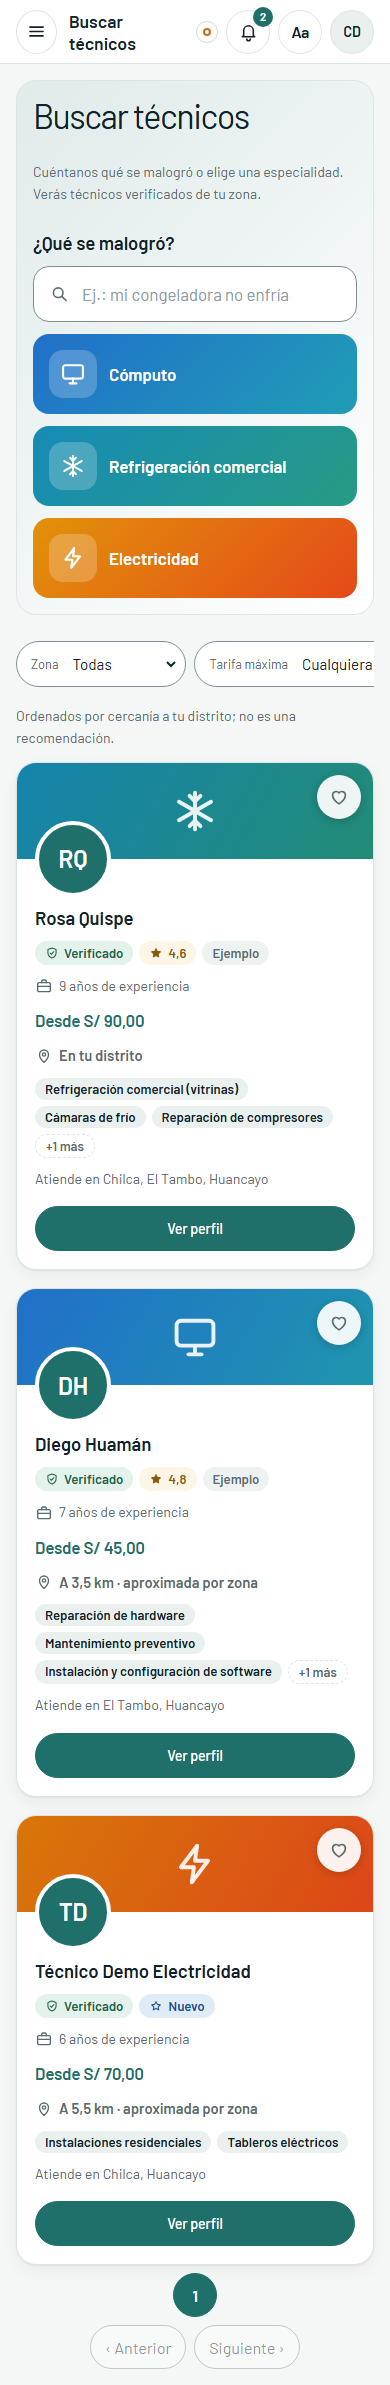 Buscar
técnicos
2
Aa
CD
Buscar técnicos
Cuéntanos qué se malogró o elige una especialidad.
Verás técnicos verificados de tu zona.
¿Qué se malogró?
Ej.: mi congeladora no enfría
Cómputo
Refrigeración comercial
Electricidad
Zona Todas
Tarifa máxima Cualquiera
Ordenados por cercanía a tu distrito; no es una
recomendación.
RQ
Rosa Quispe
Verificado 4,6 Ejemplo
9 años de experiencia
Desde S/ 90,00
En tu distrito
Refrigeración comercial (vitrinas)
Cámaras de frío Reparación de compresores
+1 más
Atiende en Chilca, El Tambo, Huancayo
Ver perfil
DH
Diego Huamán
Verificado 4,8 Ejemplo
7 años de experiencia
Desde S/ 45,00
A 3,5 km · aproximada por zona
Reparación de hardware
Mantenimiento preventivo
Instalación y configuración de software +1 más
Atiende en El Tambo, Huancayo
Ver perfil
TD
Técnico Demo Electricidad
Verificado Nuevo
6 años de experiencia
Desde S/ 70,00
A 5,5 km · aproximada por zona
Instalaciones residenciales Tableros eléctricos
Atiende en Chilca, Huancayo
Ver perfil
1
‹ Anterior Siguiente ›